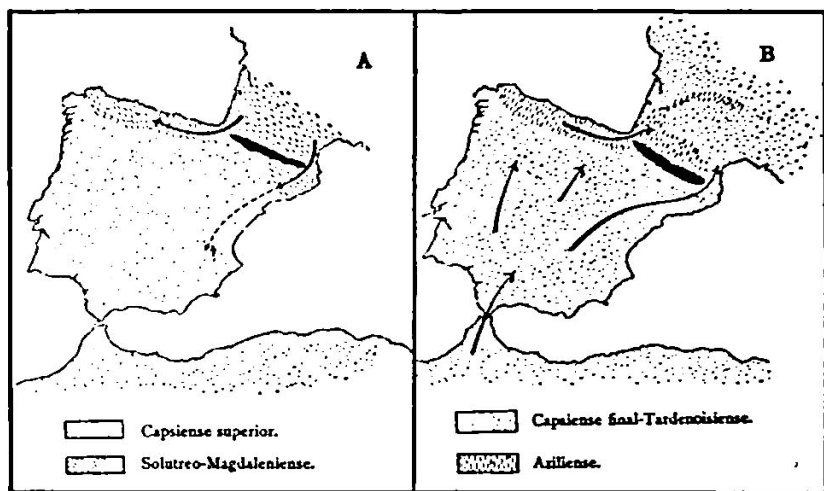 A
B
Capsiense superior.
Solutreo-Magdaleniense.
Capsiense final-Tardenoisiense.
Aziliense.